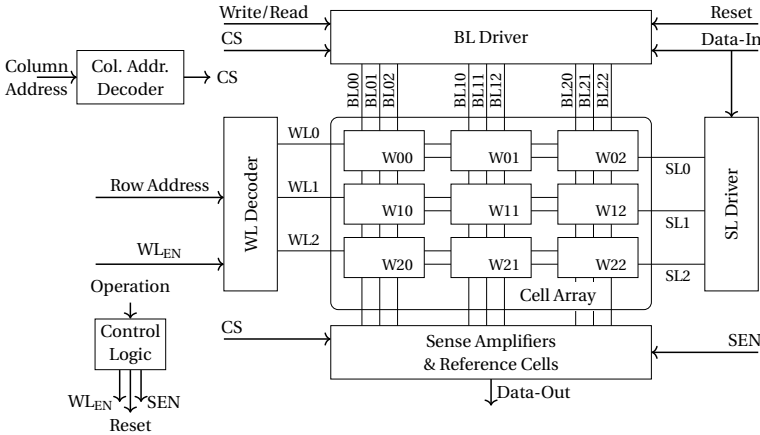 Write/Read
Reset
CS
BL Driver
Data-In
Column
Address
Col. Addr.
Decoder
CS
BL00
BL01
BL02
BL10
BL11
BL12
BL20
BL21
BL22
WL Decoder
WL0
W00
W01
W02
SL0
SL Driver
Row Address
WL1
W10
W11
W12
SL1
WLEN
WL2
W20
W21
W22
SL2
Cell Array
Operation
Control
Logic
WLEN
SEN
Reset
CS
Sense Amplifiers
& Reference Cells
SEN
Data-Out